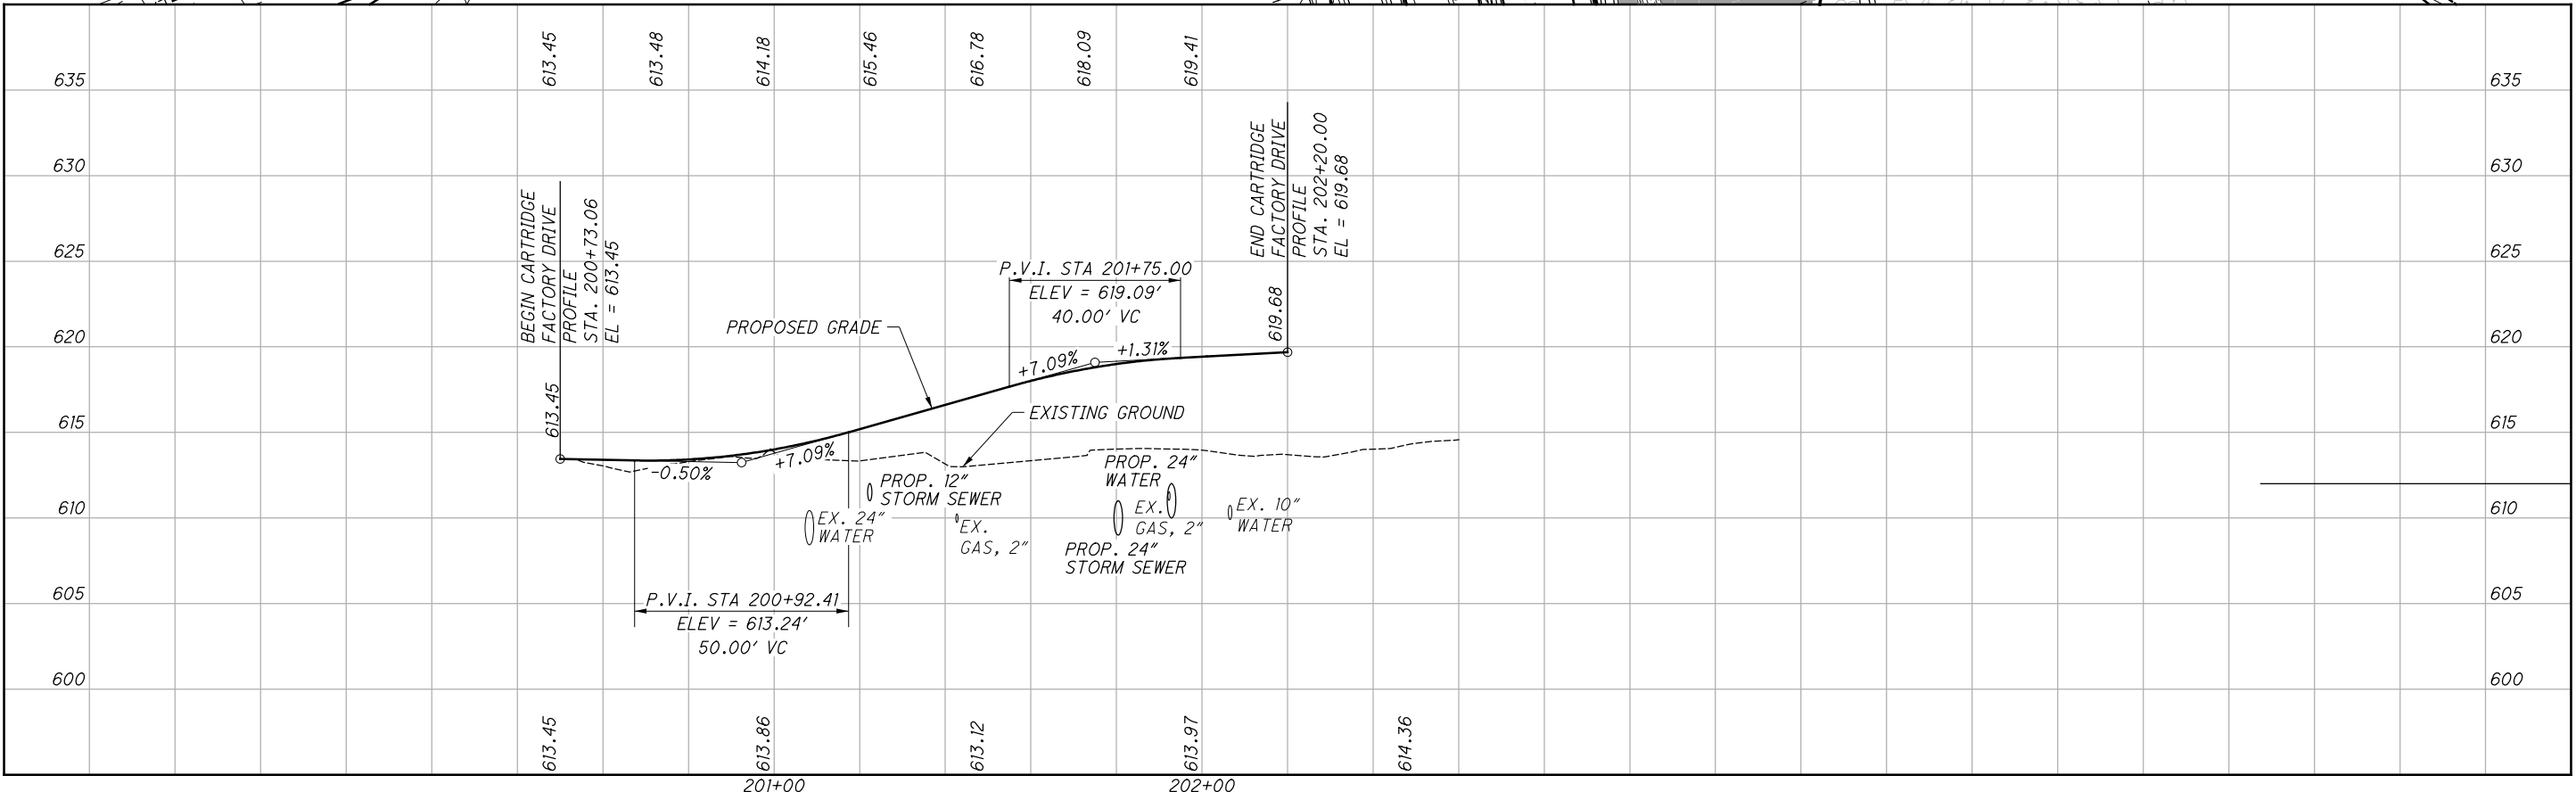 613.45
613.48
614.18
615.46
616.78
618.09
619.41
635
635
630
630
625
625
620
620
615
615
610
610
605
605
600
600
BEGIN CARTRIDGE
FACTORY DRIVE
PROFILE
STA. 200+73.06
EL = 613.45
613.45
END CARTRIDGE
FACTORY DRIVE
PROFILE
STA. 202+20.00
EL = 619.68
619.68
P.V.I. STA 201+75.00
ELEV = 619.09'
40.00' VC
PROPOSED GRADE
+7.09%
+1.31%
EXISTING GROUND
-0.50%
+7.09%
PROP. 12"
STORM SEWER
EX. 24"
WATER
EX.
GAS, 2"
PROP. 24"
WATER
EX.
GAS, 2"
PROP. 24"
STORM SEWER
EX. 10"
WATER
P.V.I. STA 200+92.41
ELEV = 613.24'
50.00' VC
613.45
613.86
613.12
613.97
614.36
201+00
202+00